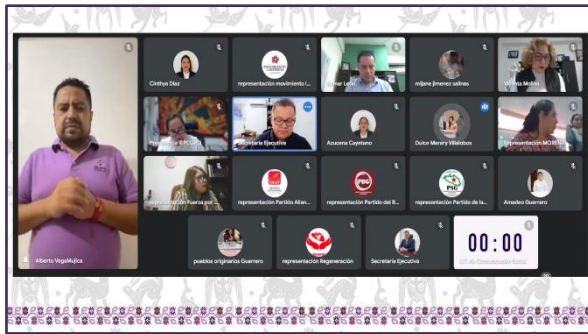 Cinthya Díaz
representación movimiento i...
mijane jimenez salinas
Secretaría Ejecutiva
Azucena Cayetano
Dulce Merary Villalobos
representación MORENA
representación Fuerza por ...
representación Partido Alian...
representación Partido del B...
representación Partido de la...
Amadeo Guerrero
PSG
Alberto VegaMujica
pueblos originarios Guerrero
representación Regeneración
Secretaría Ejecutiva
00:00